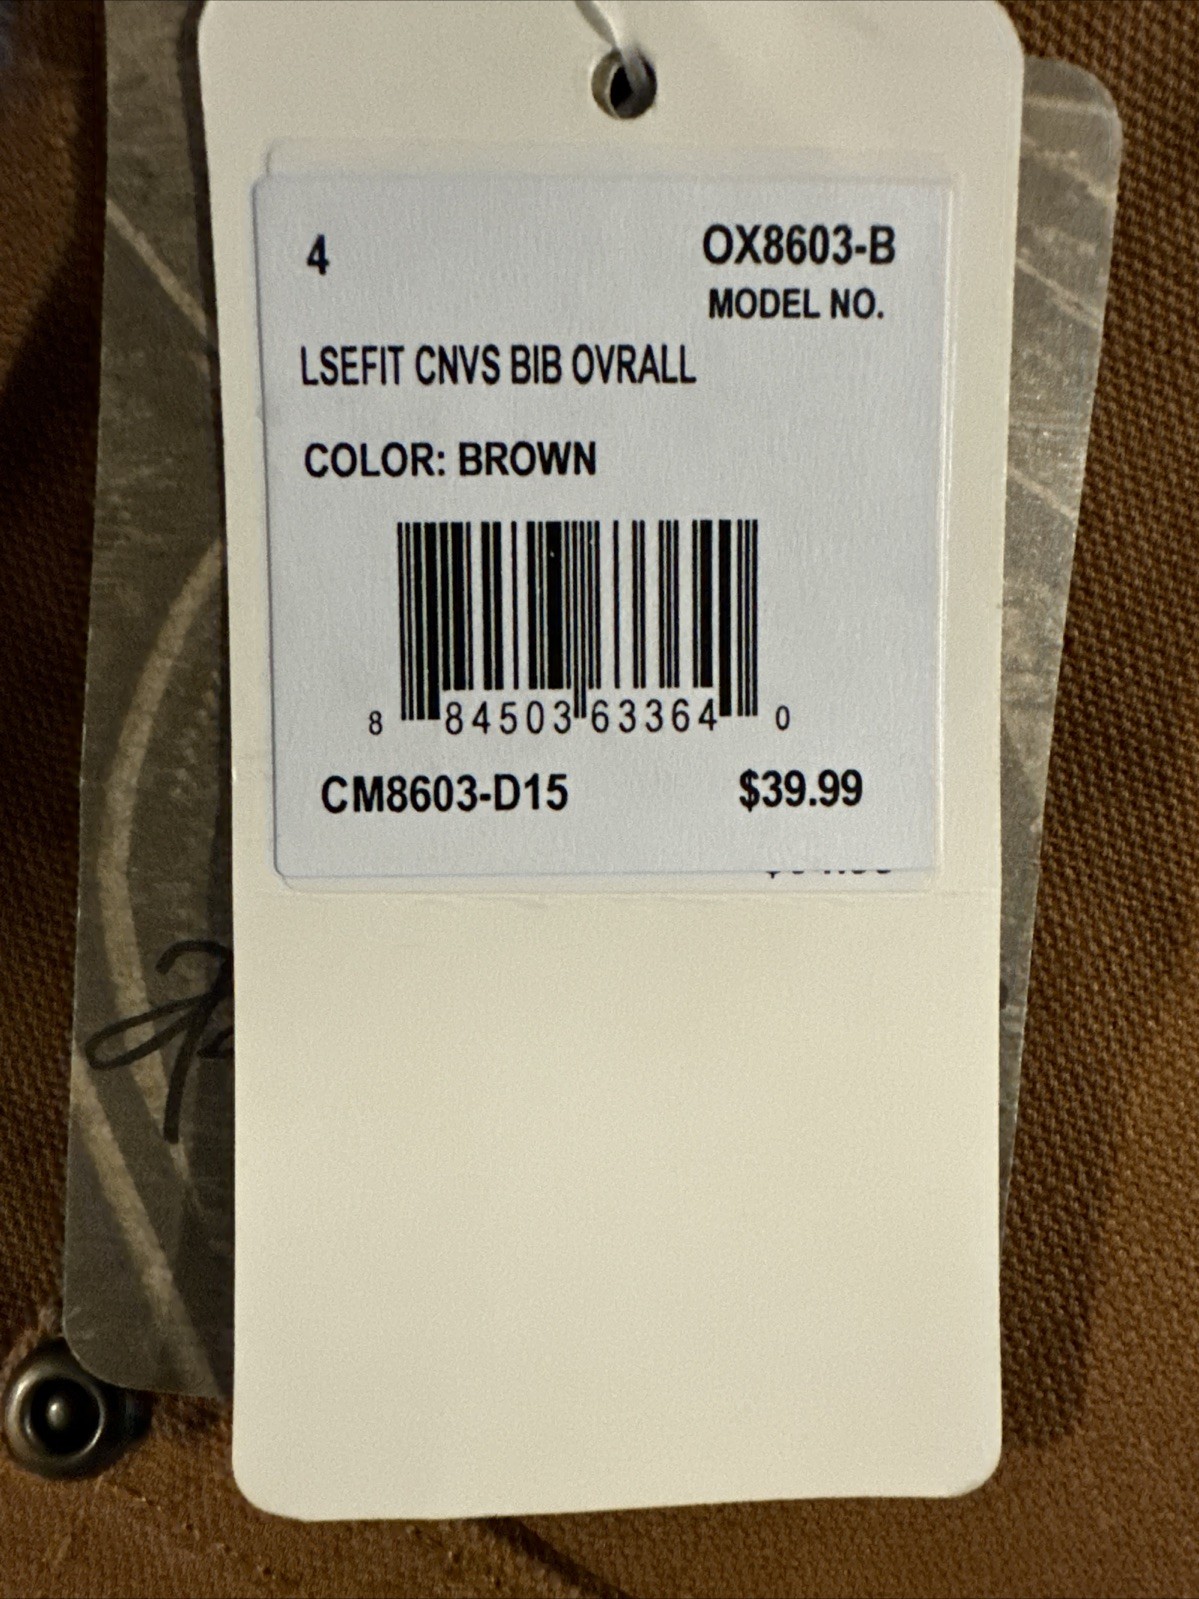 4
OX8603-B
MODEL NO.
LSEFIT CNVS BIB OVRALL
COLOR: BROWN
8 84503 63364 0
CM8603-D15
$39.99